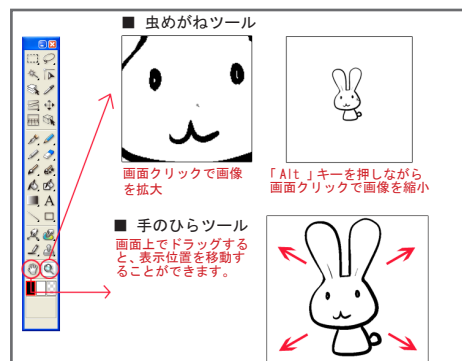 ■ 虫めがねツール
画面クリックで画像
を拡大
「Alt 」キーを押しながら
画面クリックで画像を縮小
■ 手のひらツール
画面上でドラッグする
と、表示位置を移動す
ることができます。